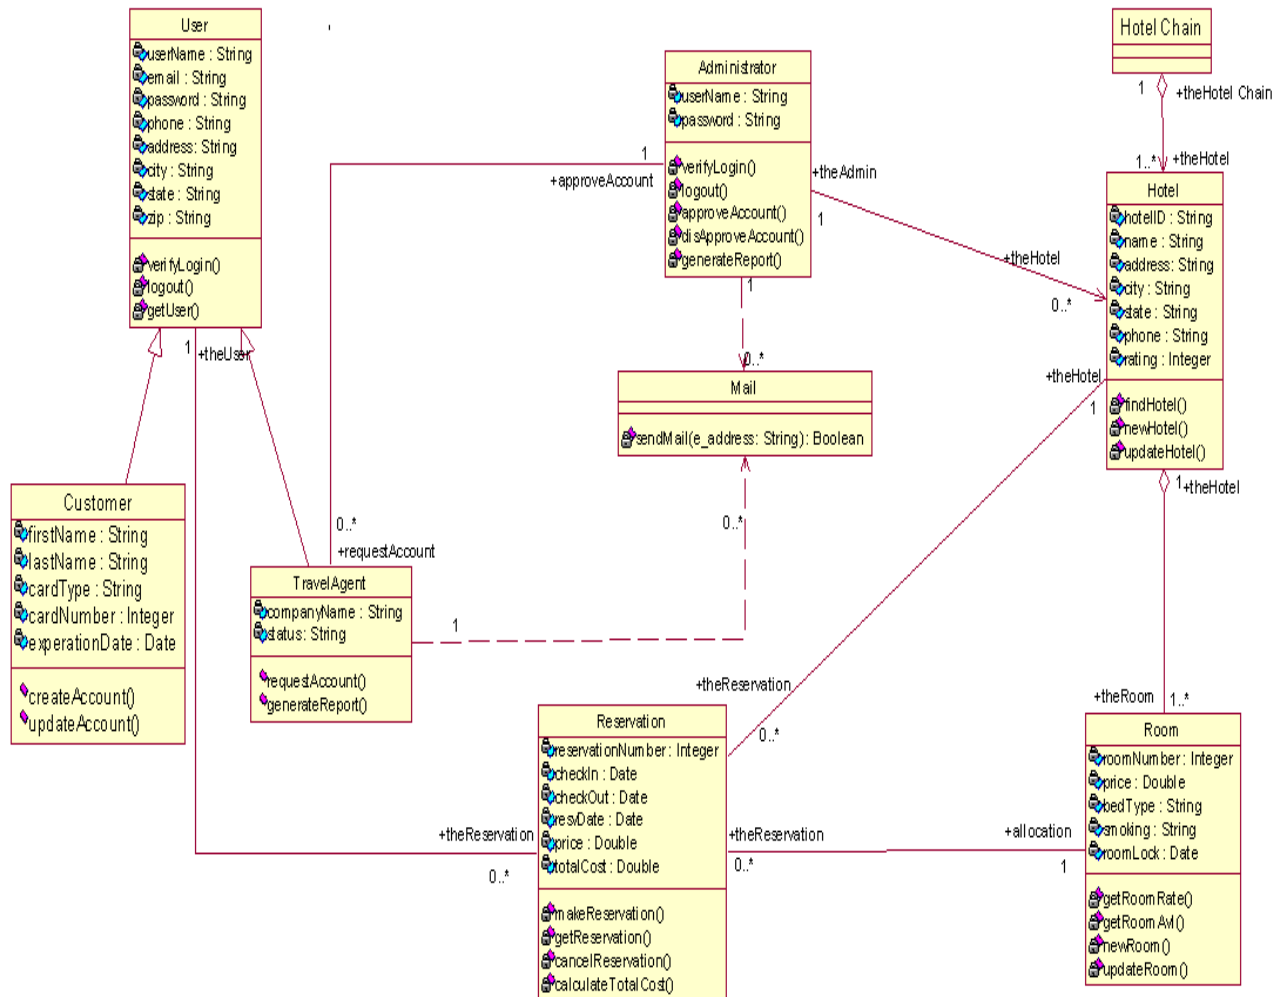 User
userName : String
email : String
password : String
phone : String
address: String
city : String
state : String
zip : String
verifyLogin()
logout()
getUser()
1
+theUser
Administrator
userName : String
password : String
verifyLogin()
logout()
approveAccount()
disApproveAccount()
generateReport()
1
+approveAccount
+theAdmin
1
1
Hotel Chain
1
+theHotel Chain
1..*
+theHotel
Hotel
hotelID : String
name : String
address: String
city : String
state : String
phone : String
rating : Integer
findHotel()
newHotel()
updateHotel()
+theHotel
0..*
+theHotel
1
1
+theHotel
0..*
Mail
sendMail(e_address: String): Boolean
0..*
Customer
firstName : String
lastName : String
cardType : String
cardNumber : Integer
experationDate : Date
createAccount()
updateAccount()
0..*
+requestAccount
TravelAgent
companyName : String
status: String
requestAccount()
generateReport()
1
+theReservation
0..*
Reservation
reservationNumber : Integer
checkIn : Date
checkOut : Date
resvDate : Date
price : Double
totalCost : Double
makeReservation()
getReservation()
cancelReservation()
calculateTotalCost()
+theReservation
0..*
+theReservation
0..*
+allocation
1
+theRoom
1..*
Room
roomNumber : Integer
price : Double
bedType : String
smoking : String
roomLock : Date
getRoomRate()
getRoomAvl()
newRoom()
updateRoom()